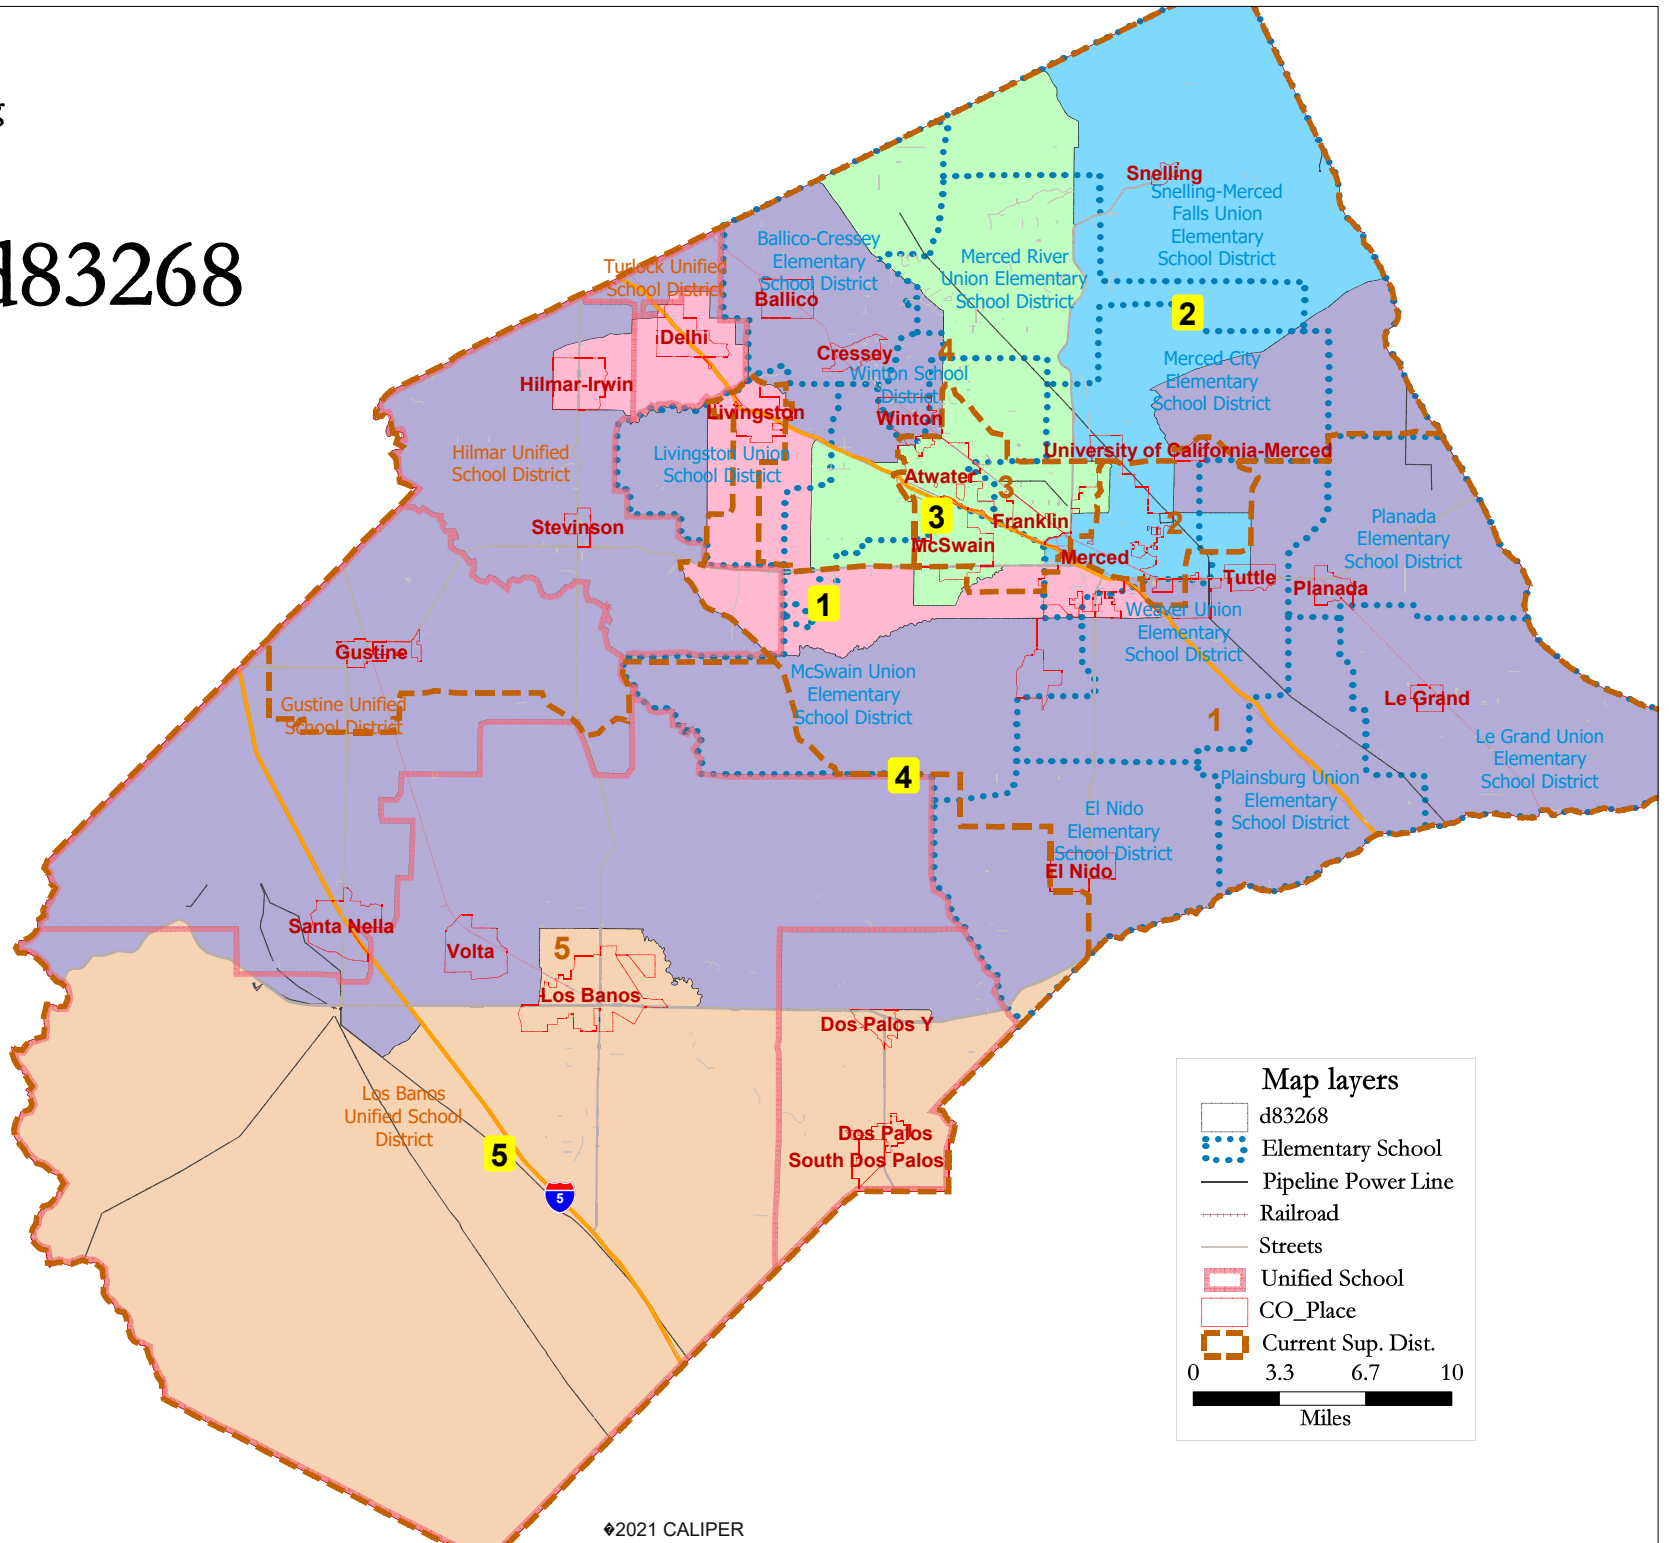 g
d83268
Snelling
Snelling-Merced
Falls Union
Elementary
School District
Ballico-Cressey
Elementary
School District
Ballico
Merced River
Union Elementary
School District
Turlock Unified
School District
2
Delhi
Cressey
4
Winton School
District
Merced City
Elementary
School District
Hilmar-Irwin
Livingston
Winton
Hilmar Unified
School District
Livingston Union
School District
University of California-Merced
Atwater
3
3
Franklin
2
Stevinson
McSwain
Merced
Planada
Elementary
School District
Tuttle
Planada
1
Weaver Union
Elementary
School District
Gustine
Gustine Unified
School District
McSwain Union
Elementary
School District
Le Grand
1
Le Grand Union
Elementary
School District
4
Plainsburg Union
Elementary
School District
El Nido
Elementary
School District
El Nido
Santa Nella
Volta
5
Los Banos
Dos Palos Y
Los Banos
Unified School
District
Dos Palos
South Dos Palos
5
5
Map layers
d83268
Elementary School
Pipeline Power Line
Railroad
Streets
Unified School
CO_Place
Current Sup. Dist.
0 3.3 6.7 10
Miles
�2021 CALIPER